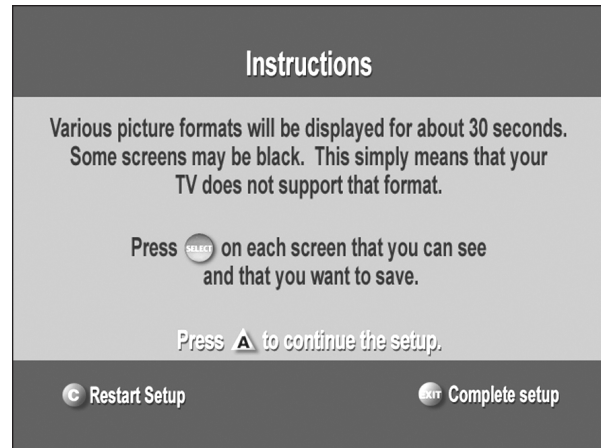 Instructions
Various picture formats will be displayed for about 30 seconds.
Some screens may be black. This simply means that your
TV does not support that format.
Press SELECT on each screen that you can see
and that you want to save.
Press A to continue the setup.
C Restart Setup
EXIT Complete setup